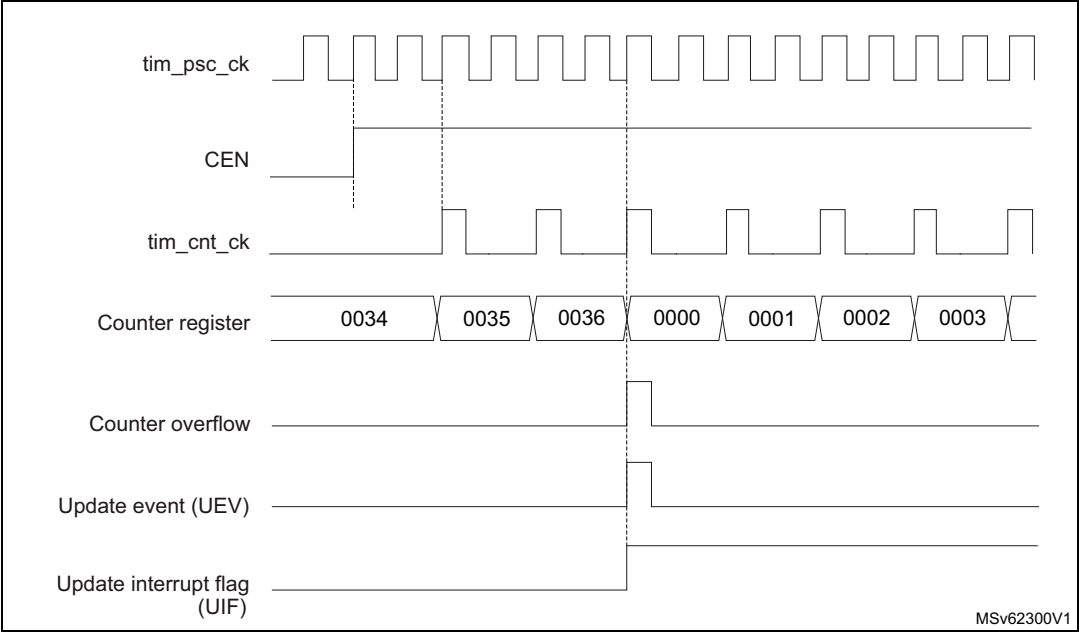 tim_psc_ck
CEN
tim_cnt_ck
Counter register 0034 0035 0036 0000 0001 0002 0003
Counter overflow
Update event (UEV)
Update interrupt flag
(UIF)
MSv62300V1